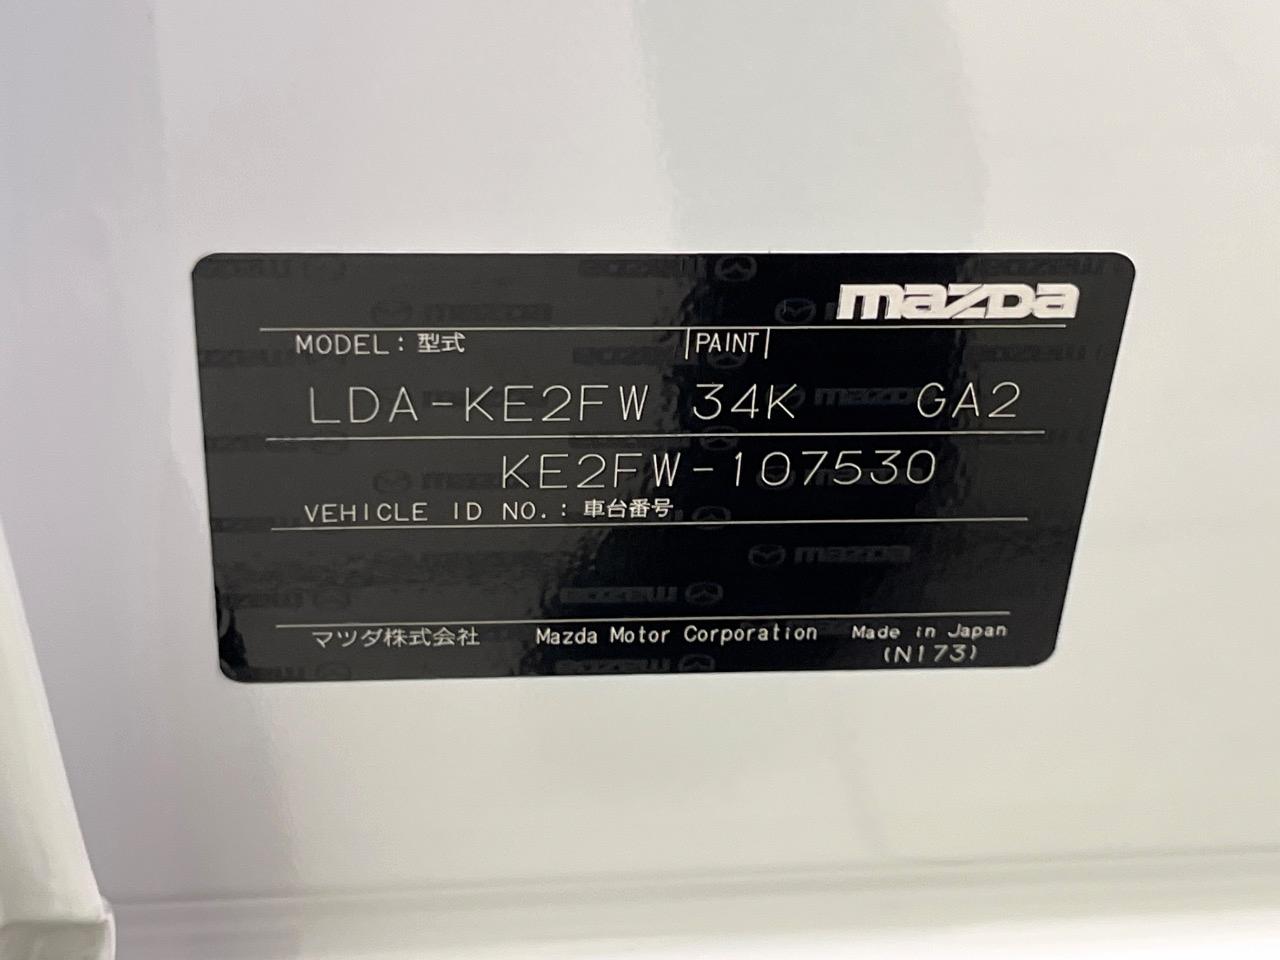 mazda
MODEL: 型式 PAINT
LDA-KE2FW 34K GA2
KE2FW-107530
VEHICLE ID NO.: 車台番号
マツダ株式会社 Mazda Motor Corporation Made in Japan
(N173)